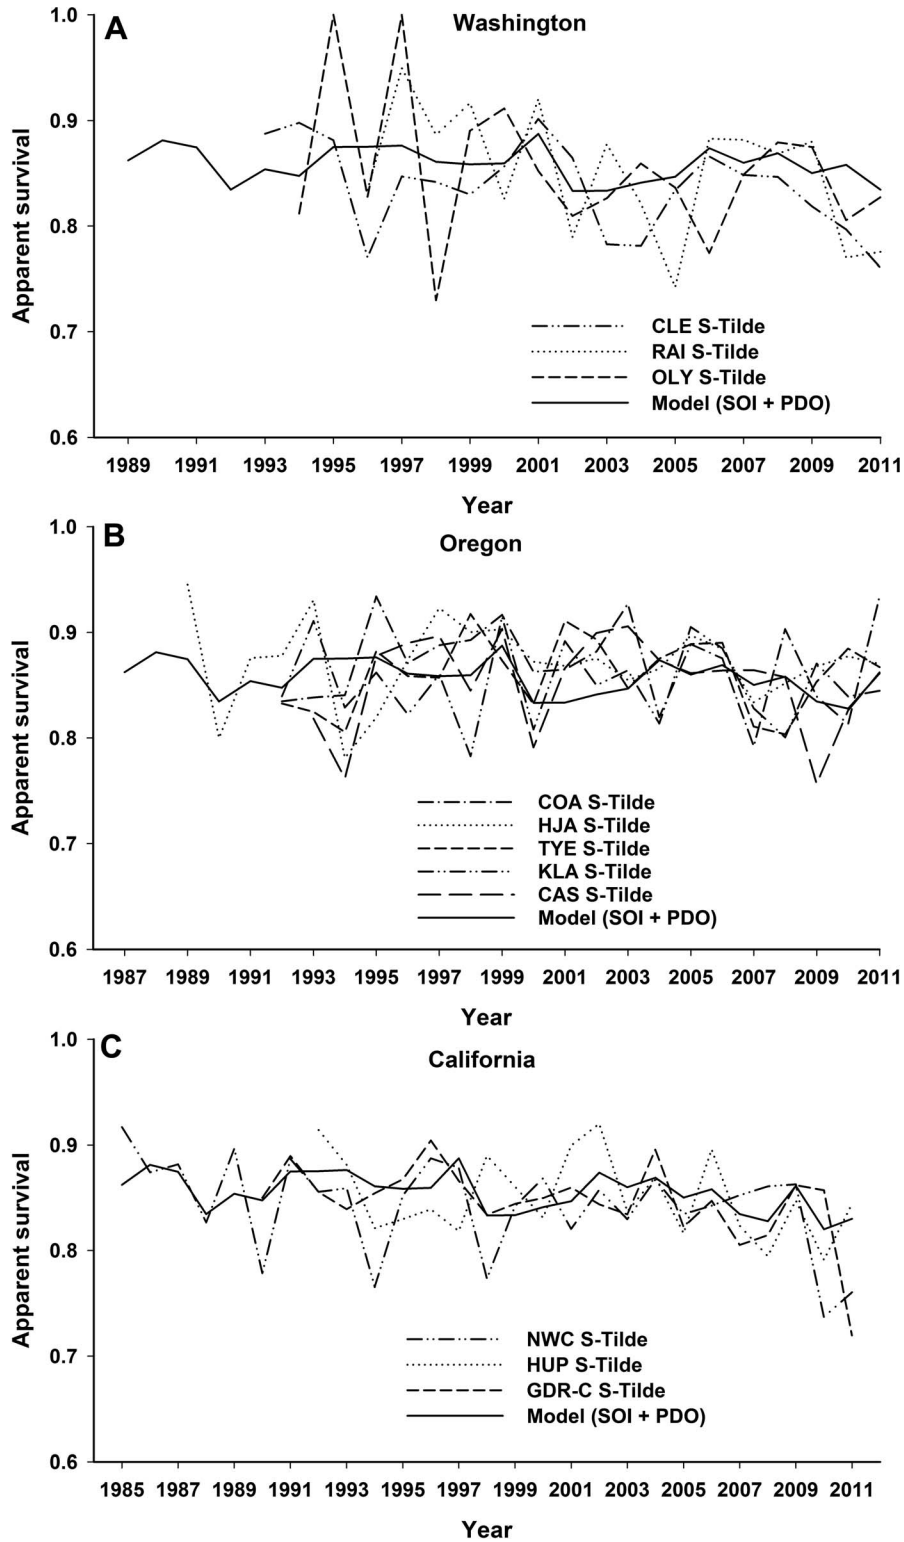 A
Washington
1.0
0.9
0.8
0.7
0.6
Apparent survival
CLE S-Tilde
RAI S-Tilde
OLY S-Tilde
Model (SOI + PDO)
1989 1991 1993 1995 1997 1999 2001 2003 2005 2007 2009 2011
Year
B
Oregon
1.0
0.9
0.8
0.7
0.6
Apparent survival
COA S-Tilde
HJA S-Tilde
TYE S-Tilde
KLA S-Tilde
CAS S-Tilde
Model (SOI + PDO)
1987 1989 1991 1993 1995 1997 1999 2001 2003 2005 2007 2009 2011
Year
C
California
1.0
0.9
0.8
0.7
0.6
Apparent survival
NWC S-Tilde
HUP S-Tilde
GDR-C S-Tilde
Model (SOI + PDO)
1985 1987 1989 1991 1993 1995 1997 1999 2001 2003 2005 2007 2009 2011
Year